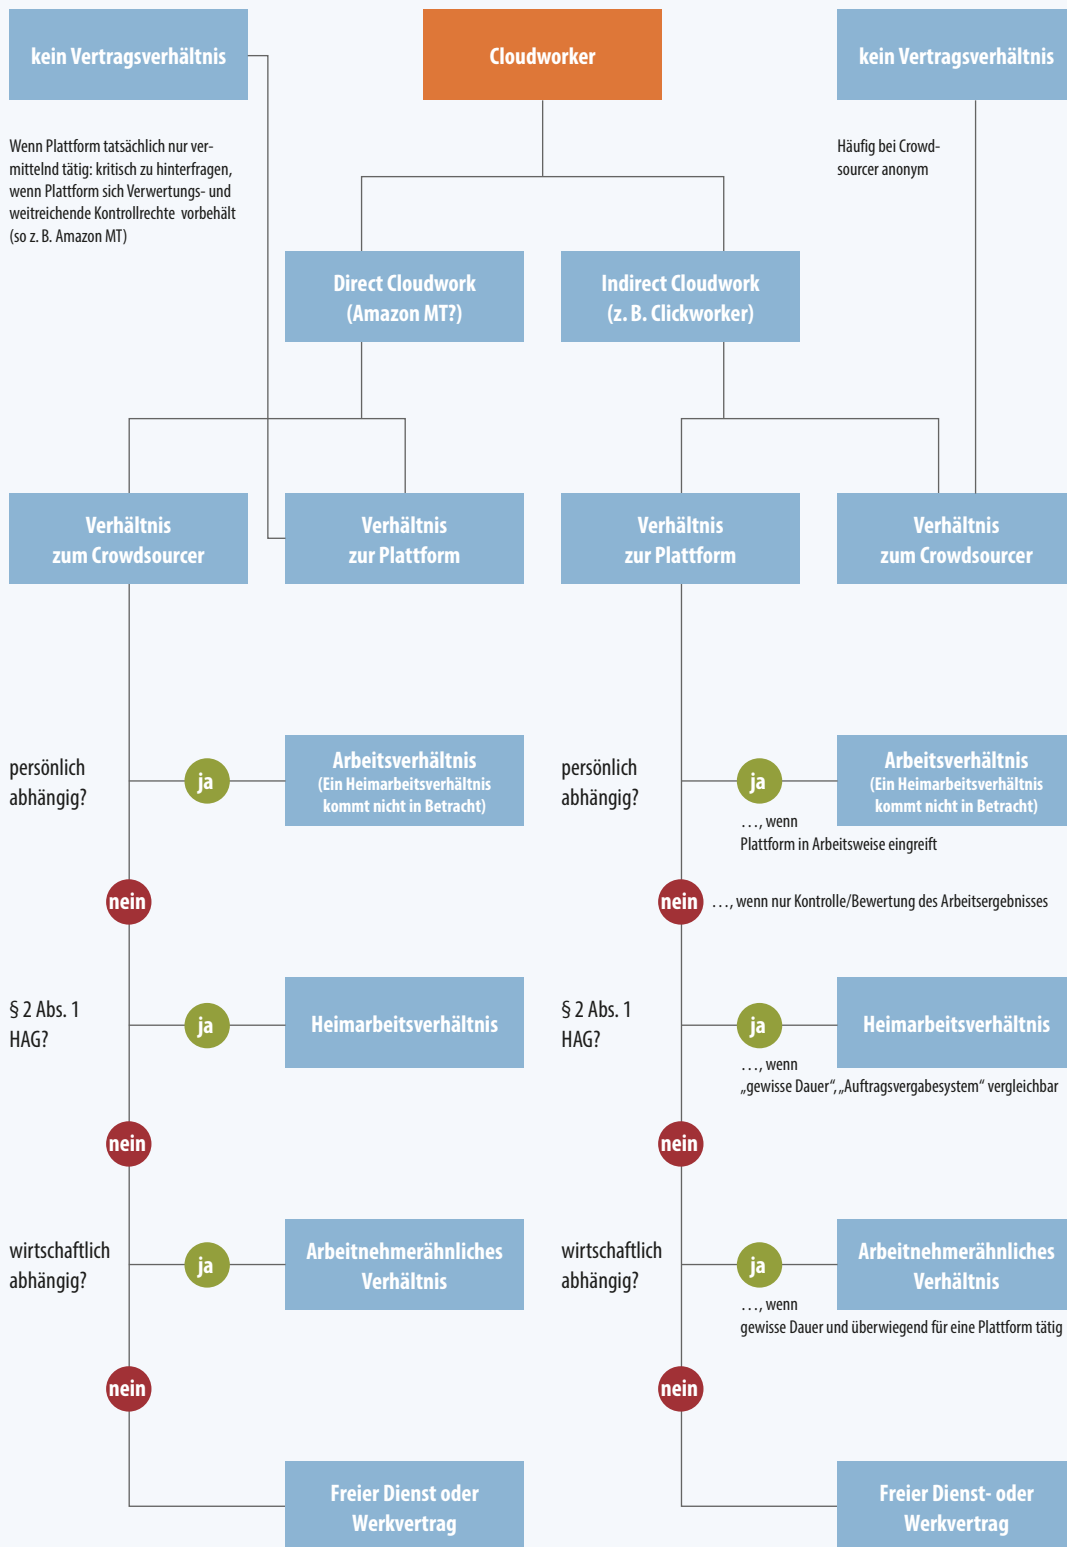 kein Vertragsverhältnis
Cloudworker
kein Vertragsverhältnis
Wenn Plattform tatsächlich nur ver-
mittelnd tätig: kritisch zu hinterfragen,
wenn Plattform sich Verwertungs- und
weitreichende Kontrollrechte vorbehält
(so z. B. Amazon MT)
Häufig bei Crowd-
sourcer anonym
Direct Cloudwork
(Amazon MT?)
Indirect Cloudwork
(z. B. Clickworker)
Verhältnis
zum Crowdsourcer
Verhältnis
zur Plattform
Verhältnis
zur Plattform
Verhältnis
zum Crowdsourcer
persönlich
abhängig?
ja
Arbeitsverhältnis
(Ein Heimarbeitsverhältnis
kommt nicht in Betracht)
persönlich
abhängig?
ja
Arbeitsverhältnis
(Ein Heimarbeitsverhältnis
kommt nicht in Betracht)
…, wenn
Plattform in Arbeitsweise eingreift
nein
nein
…, wenn nur Kontrolle/Bewertung des Arbeitsergebnisses
§ 2 Abs. 1
HAG?
ja
Heimarbeitsverhältnis
§ 2 Abs. 1
HAG?
ja
Heimarbeitsverhältnis
…, wenn
„gewisse Dauer“, „Auftragsvergabesystem“ vergleichbar
nein
nein
wirtschaftlich
abhängig?
ja
Arbeitnehmerähnliches
Verhältnis
wirtschaftlich
abhängig?
ja
Arbeitnehmerähnliches
Verhältnis
…, wenn
gewisse Dauer und überwiegend für eine Plattform tätig
nein
nein
Freier Dienst oder
Werkvertrag
Freier Dienst- oder
Werkvertrag